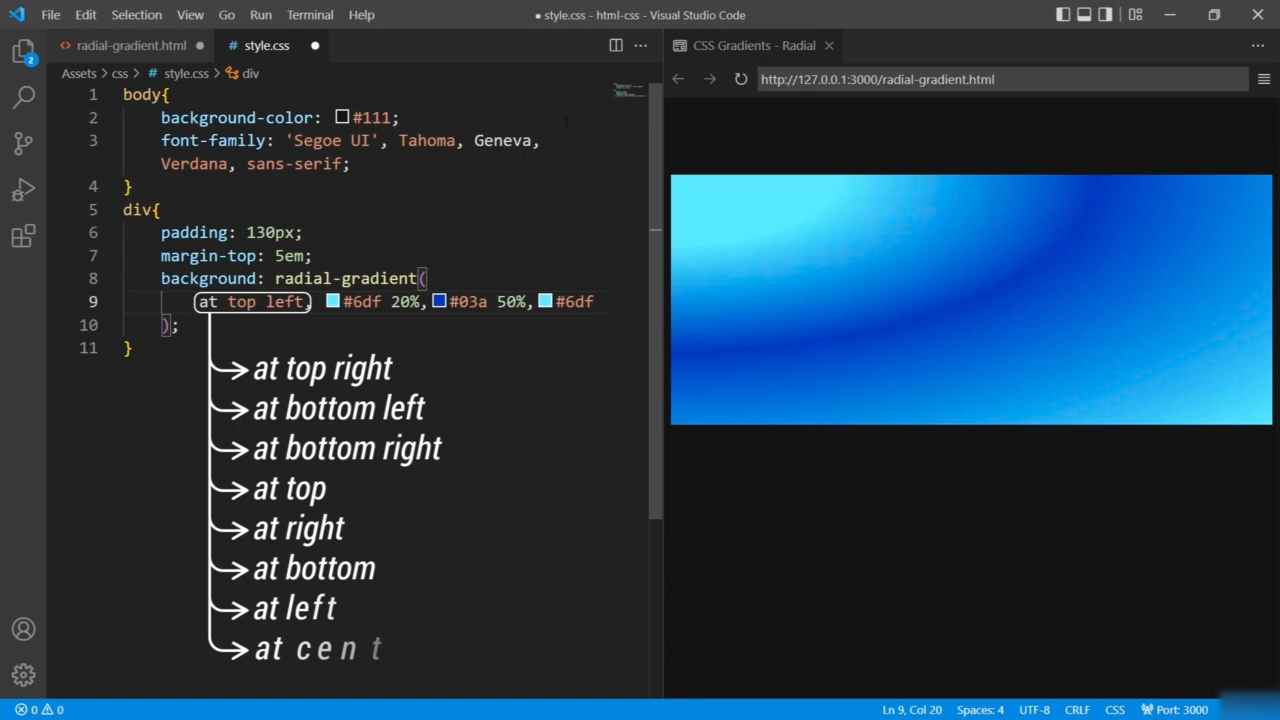 File Edit Selection View Go Run Terminal Help
● style.css - html-css - Visual Studio Code
radial-gradient.html ●
# style.css ●
CSS Gradients - Radial
Assets > css > # style.css > div
http://127.0.0.1:3000/radial-gradient.html
2
1 body{
2 background-color: #111;
3 font-family: 'Segoe UI', Tahoma, Geneva,
Verdana, sans-serif;
4 }
5 div{
6 padding: 130px;
7 margin-top: 5em;
8 background: radial-gradient(
9 at top left, #6df 20%, #03a 50%, #6df
10 );
11 }
at top right
at bottom left
at bottom right
at top
at right
at bottom
at left
at cent
0 0
Ln 9, Col 20 Spaces: 4 UTF-8 CRLF CSS Port: 3000